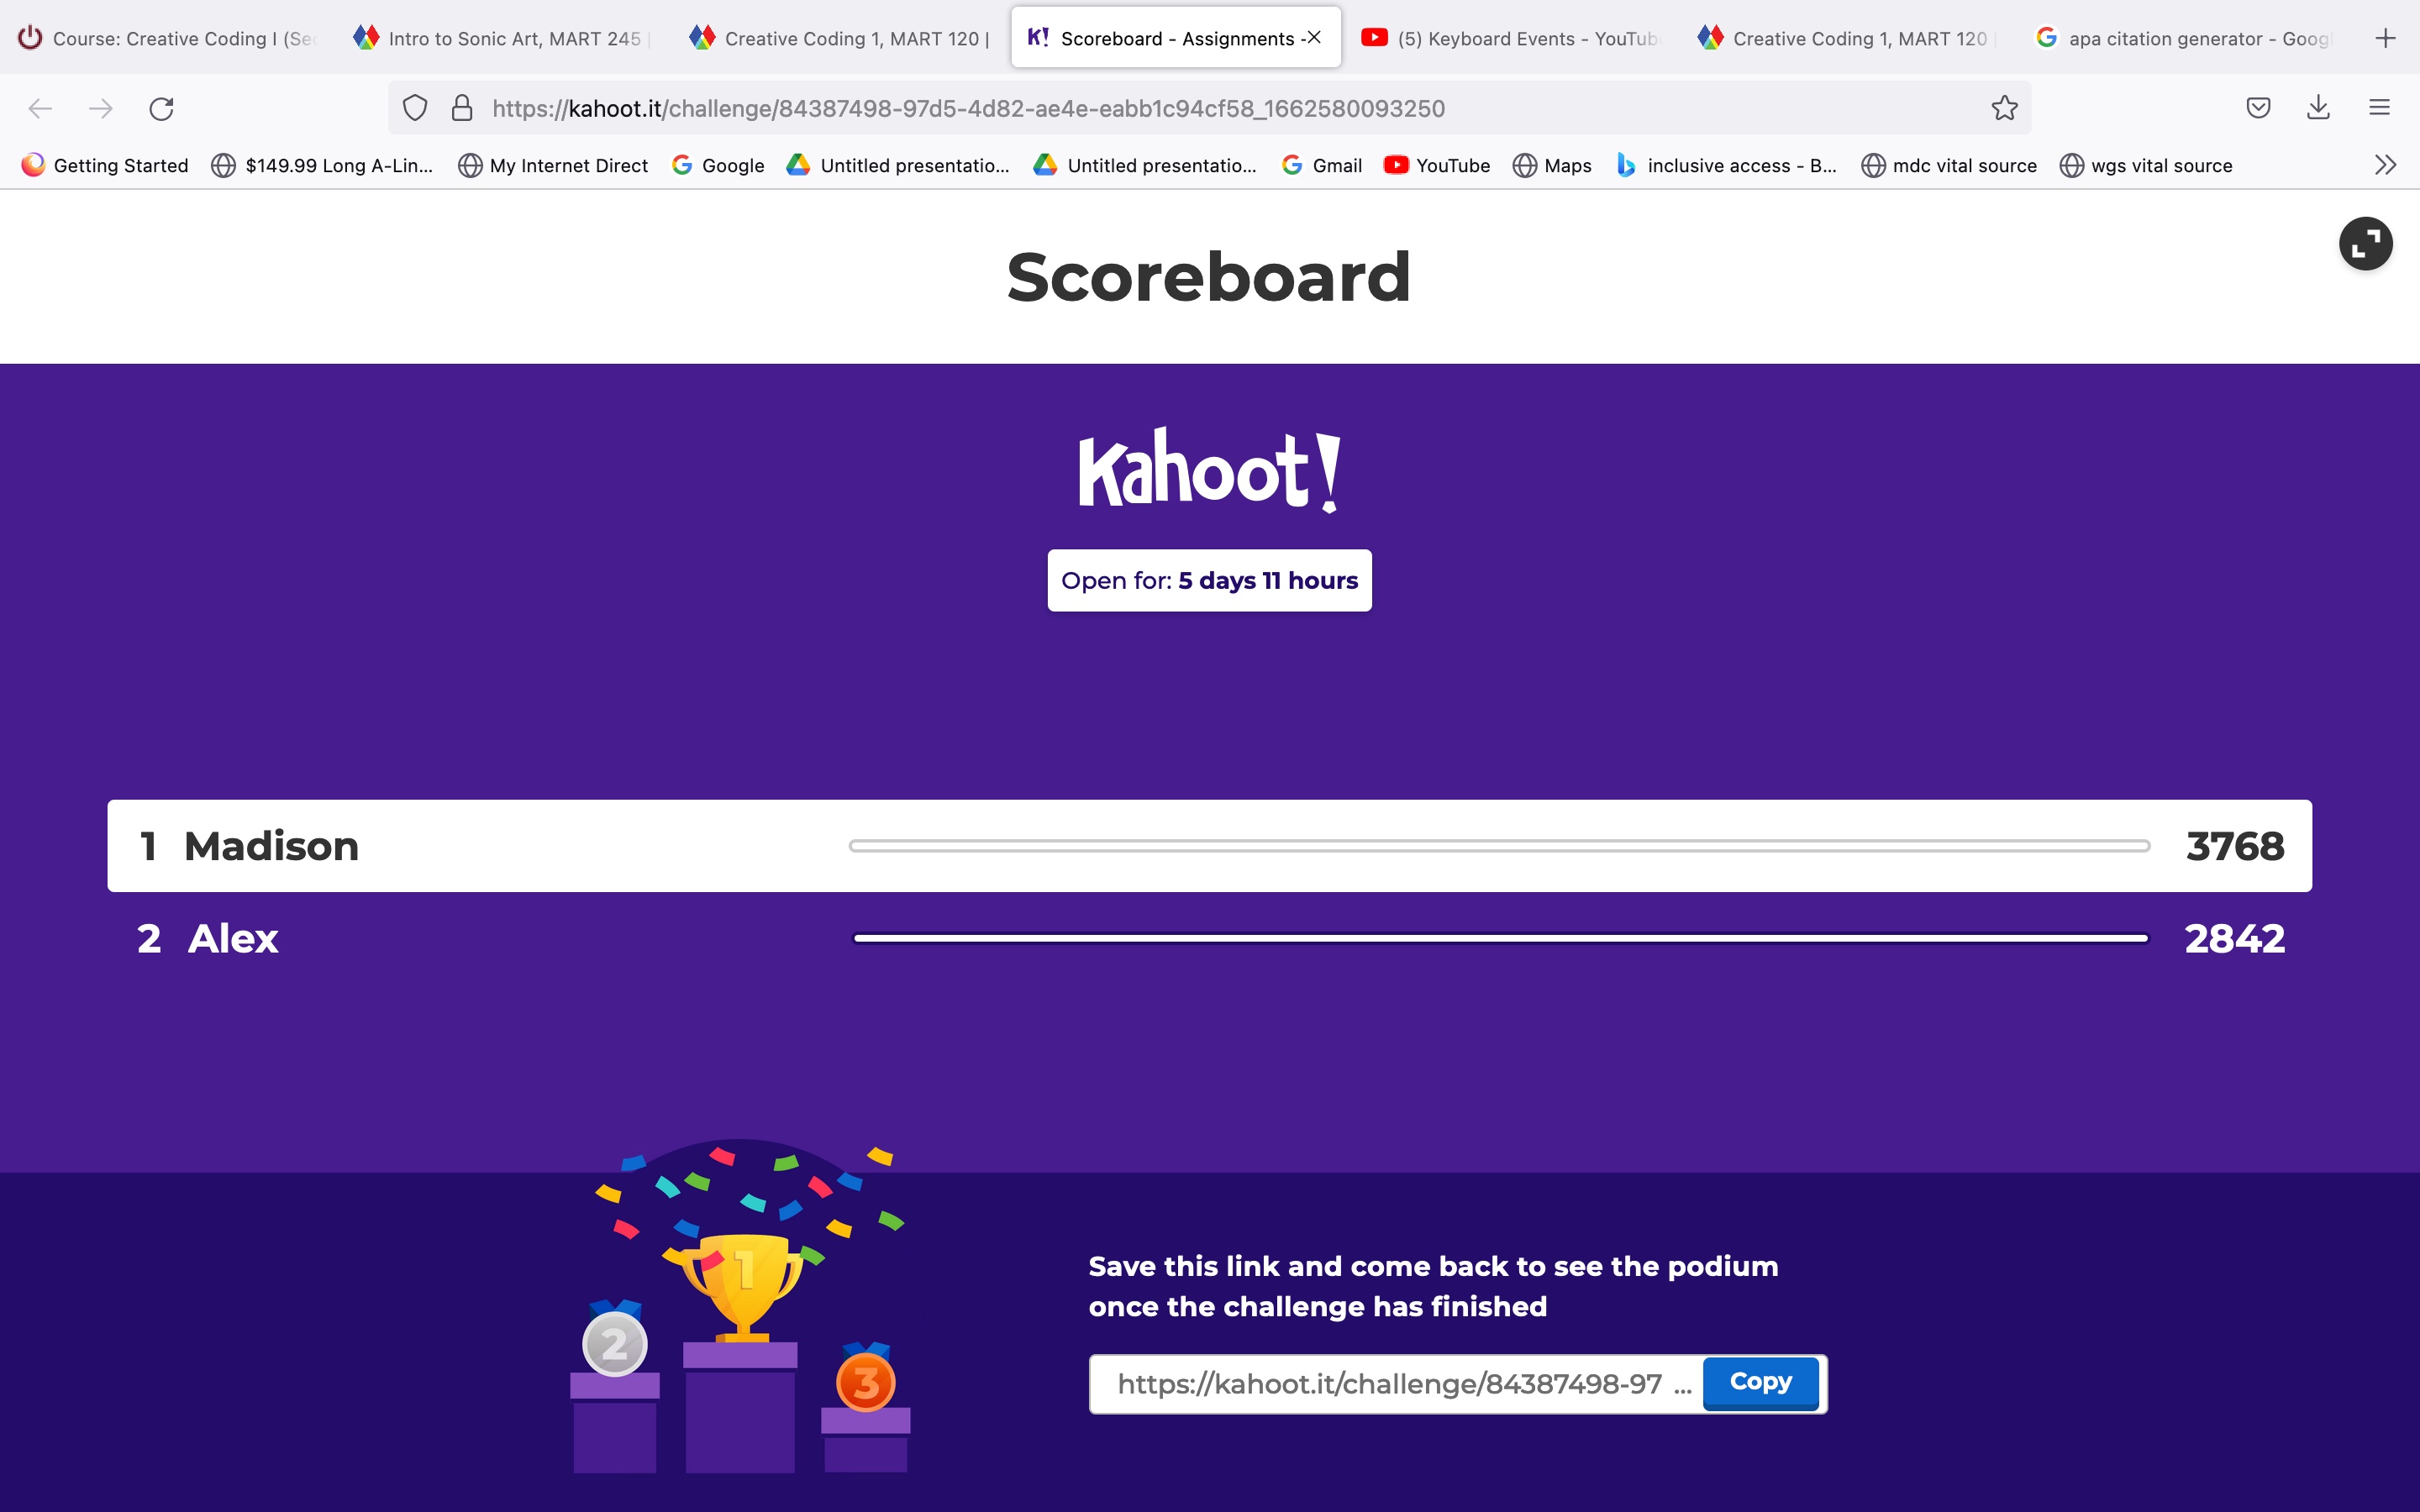 Course: Creative Coding I (Sec
Intro to Sonic Art, MART 245 |
Creative Coding 1, MART 120 |
K! Scoreboard - Assignments -
(5) Keyboard Events - YouTube
Creative Coding 1, MART 120 |
apa citation generator - Googl
https://kahoot.it/challenge/84387498-97d5-4d82-ae4e-eabb1c94cf58_1662580093250
Getting Started
$149.99 Long A-Lin...
My Internet Direct
Google
Untitled presentatio...
Untitled presentatio...
Gmail
YouTube
Maps
inclusive access - B...
mdc vital source
wgs vital source
Scoreboard
Kahoot!
Open for: 5 days 11 hours
1 Madison 3768
2 Alex 2842
1
2
3
Save this link and come back to see the podium
once the challenge has finished
https://kahoot.it/challenge/84387498-97 ... Copy